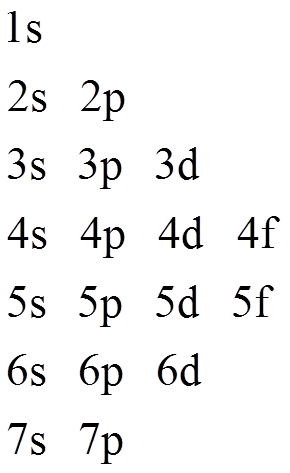 1s
2s 2p
3s 3p 3d
4s 4p 4d 4f
5s 5p 5d 5f
6s 6p 6d
7s 7p